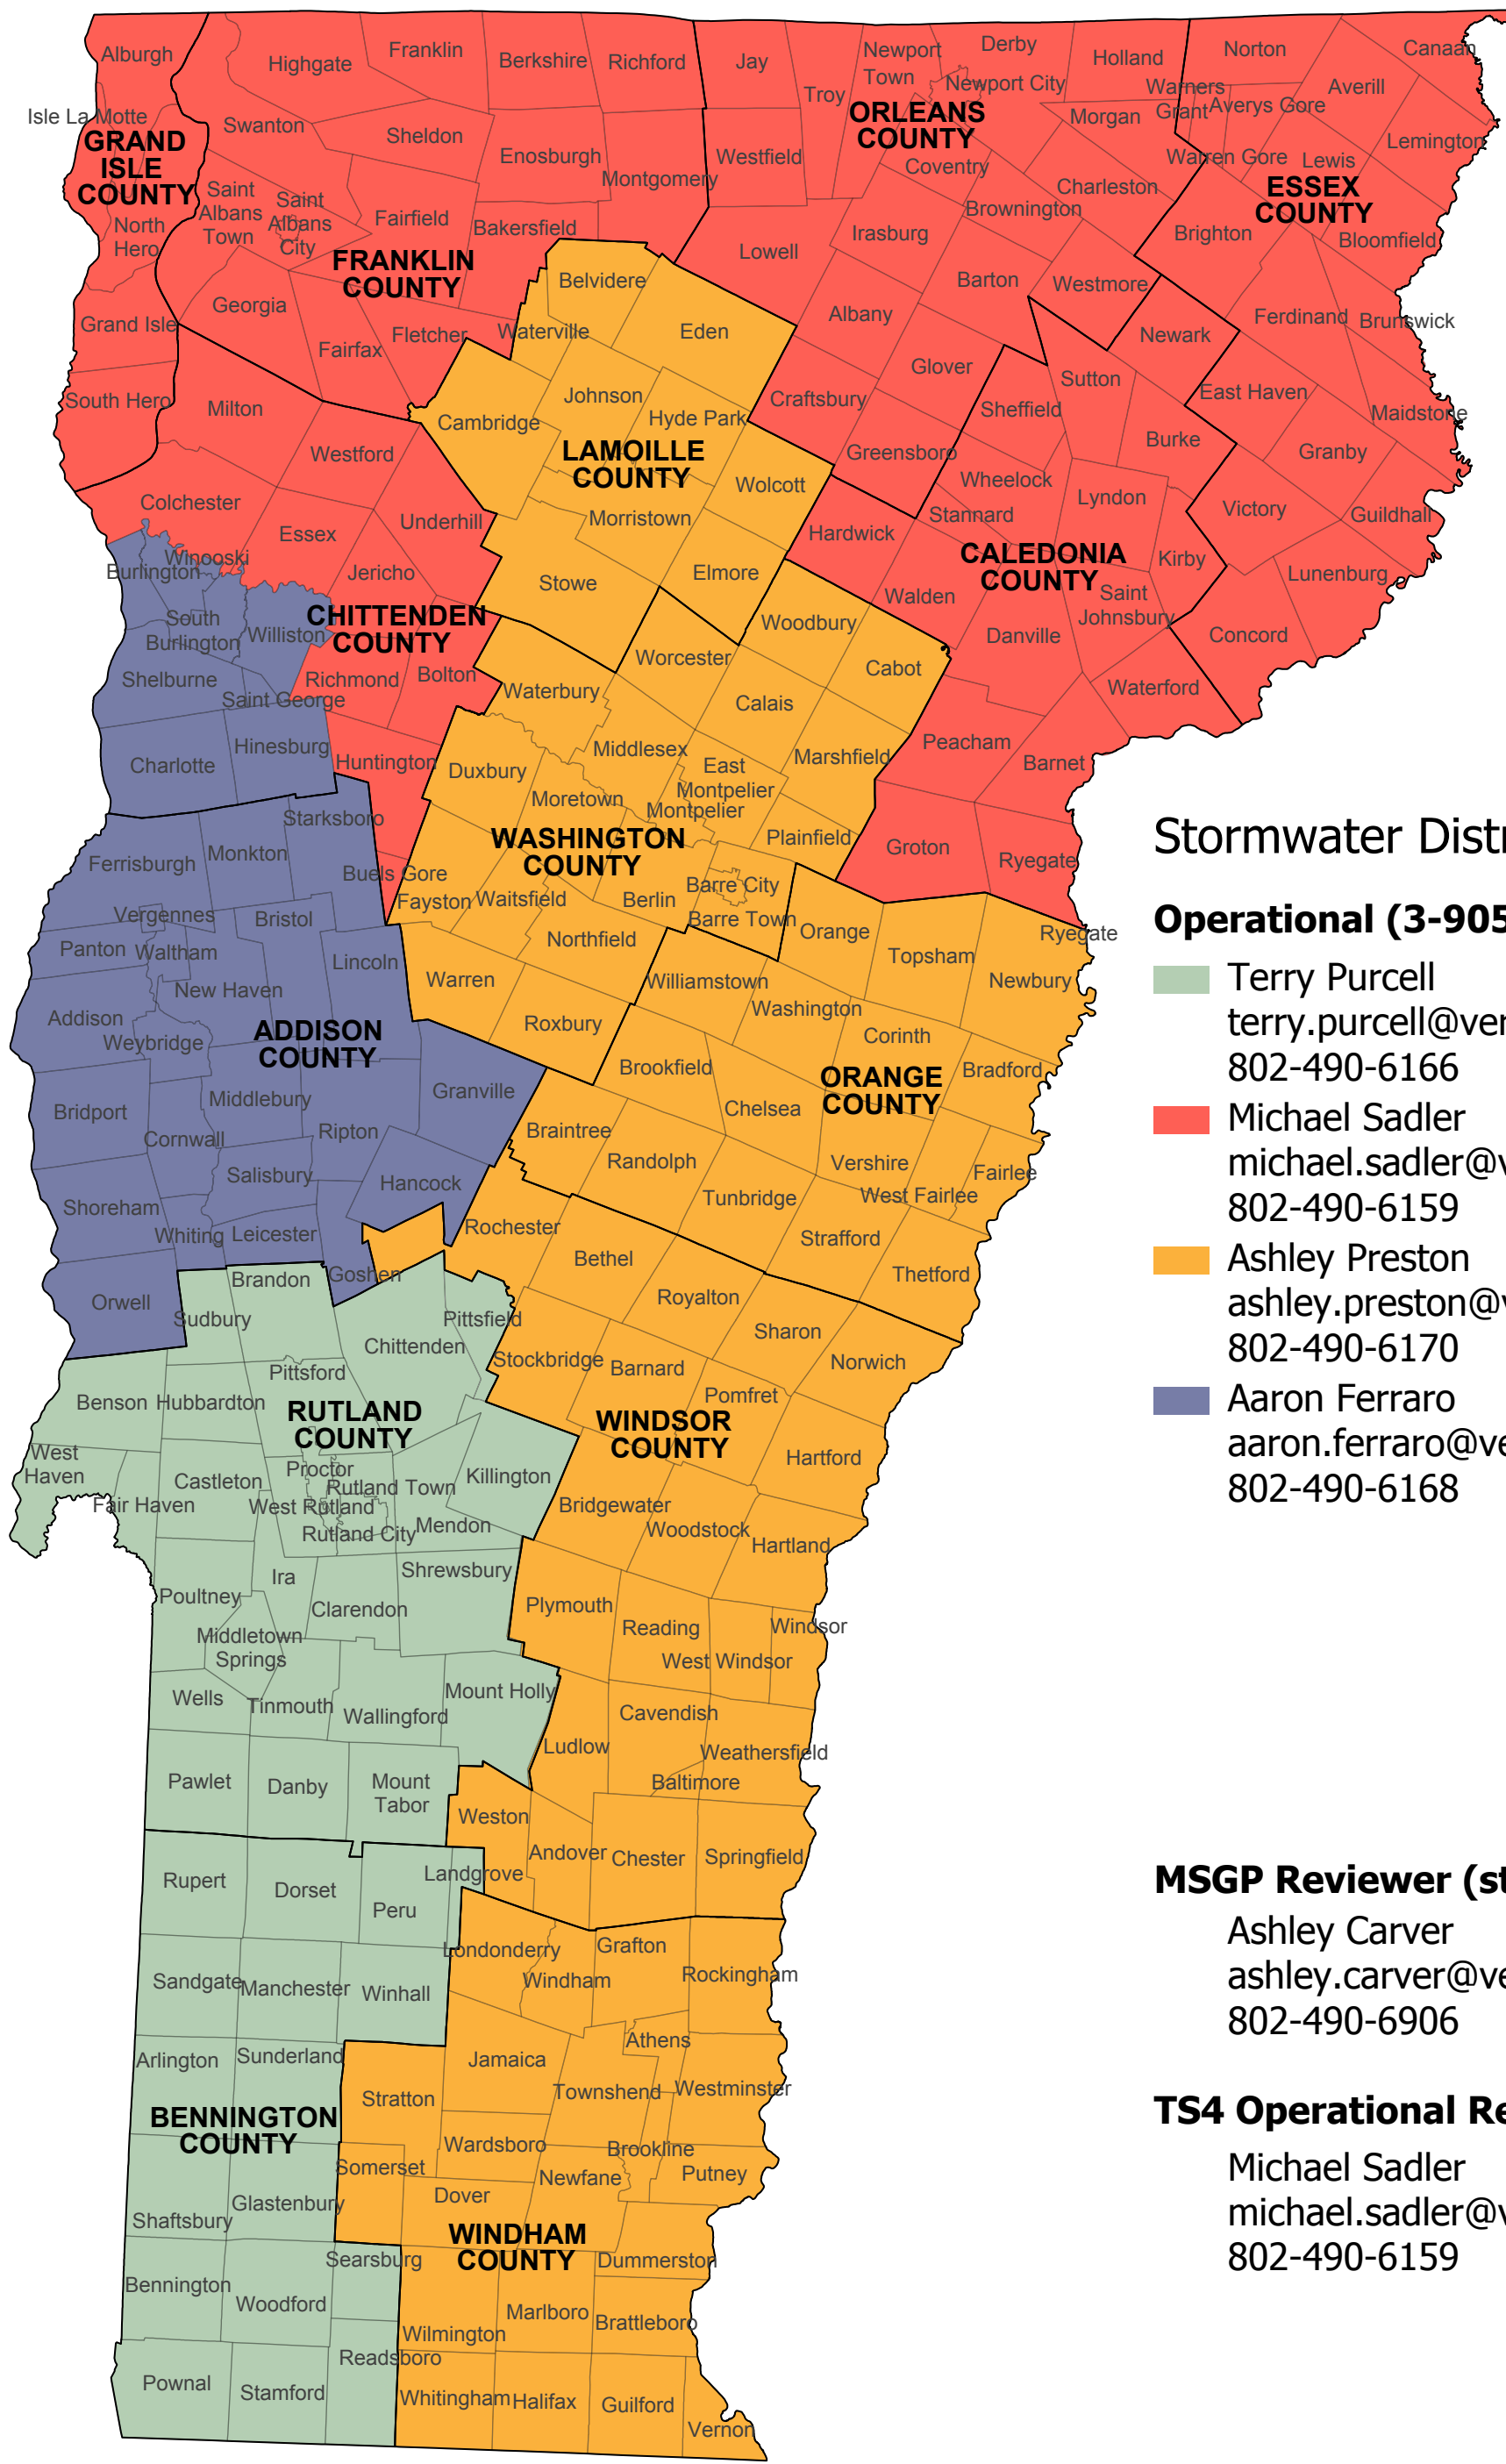 Alburgh
Highgate
Franklin
Berkshire
Richford
Jay
Troy
Newport
Town
Derby
Newport City
Holland
Norton
Canaan
Averill
Warners
Grant
Averys Gore
Morgan
Lemington
Isle La Motte
GRAND
ISLE
COUNTY
Swanton
Sheldon
Enosburgh
Montgomery
Westfield
ORLEANS
COUNTY
Coventry
Charleston
Brownington
Warren Gore
Lewis
ESSEX
COUNTY
Brighton
Bloomfield
North
Hero
Saint
Albans
Town
Saint
Albans
City
Fairfield
Bakersfield
FRANKLIN
COUNTY
Lowell
Irasburg
Barton
Westmore
Belvidere
Waterville
Eden
Georgia
Fletcher
Fairfax
Grand Isle
Albany
Newark
Ferdinand
Brunswick
Glover
Sutton
South Hero
Milton
Westford
Cambridge
Johnson
Hyde Park
LAMOILLE
COUNTY
Craftsbury
Sheffield
East Haven
Maidstone
Greensboro
Burke
Granby
Wheelock
Wolcott
Morristown
Colchester
Essex
Underhill
Hardwick
Stannard
Lyndon
Victory
Guildhall
CALEDONIA
COUNTY
Kirby
Lunenburg
Winooski
Burlington
Jericho
Stowe
Elmore
Walden
Saint
Johnsbury
South
Burlington
Williston
CHITTENDEN
COUNTY
Woodbury
Danville
Concord
Worcester
Cabot
Shelburne
Saint George
Richmond
Bolton
Waterbury
Calais
Waterford
Charlotte
Hinesburg
Huntington
Duxbury
Middlesex
East
Montpelier
Montpelier
Marshfield
Peacham
Barnet
Moretown
Starksboro
WASHINGTON
COUNTY
Plainfield
Groton
Ryegate
Ferrisburgh
Monkton
Buels Gore
Fayston
Waitsfield
Berlin
Barre City
Barre Town
Orange
Ryegate
Vergennes
Bristol
Panton
Waltham
Lincoln
Northfield
Topsham
Newbury
Warren
Williamstown
New Haven
Washington
Addison
Weybridge
ADDISON
COUNTY
Roxbury
Corinth
Brookfield
ORANGE
COUNTY
Bradford
Bridport
Middlebury
Granville
Chelsea
Cornwall
Ripton
Braintree
Randolph
Vershire
Fairlee
Salisbury
Hancock
Tunbridge
West Fairlee
Shoreham
Whiting
Leicester
Rochester
Strafford
Bethel
Thetford
Goshen
Brandon
Orwell
Sudbury
Royalton
Pittsfield
Chittenden
Sharon
Stockbridge
Barnard
Norwich
Pittsford
Pomfret
Benson
Hubbardton
RUTLAND
COUNTY
WINDSOR
COUNTY
Hartford
West
Haven
Castleton
Proctor
Rutland Town
Killington
Fair Haven
West Rutland
Rutland City
Mendon
Bridgewater
Woodstock
Hartland
Ira
Shrewsbury
Poultney
Clarendon
Plymouth
Reading
Windsor
Middletown
Springs
West Windsor
Wells
Tinmouth
Wallingford
Mount Holly
Cavendish
Ludlow
Weathersfield
Baltimore
Pawlet
Danby
Mount
Tabor
Weston
Andover
Chester
Springfield
Rupert
Dorset
Peru
Landgrove
Londonderry
Grafton
Windham
Rockingham
Sandgate
Manchester
Winhall
Athens
Arlington
Sunderland
Jamaica
Stratton
Townshend
Westminster
BENNINGTON
COUNTY
Wardsboro
Brookline
Somerset
Newfane
Putney
Dover
Glastenbury
Shaftsbury
WINDHAM
COUNTY
Searsburg
Dummerston
Bennington
Woodford
Marlboro
Brattleboro
Wilmington
Readsboro
Pownal
Stamford
Whitingham
Halifax
Guilford
Vernon
Stormwater Distr
Operational (3-905
Terry Purcell
terry.purcell@ver
802-490-6166
Michael Sadler
michael.sadler@v
802-490-6159
Ashley Preston
ashley.preston@v
802-490-6170
Aaron Ferraro
aaron.ferraro@ve
802-490-6168
MSGP Reviewer (st
Ashley Carver
ashley.carver@ve
802-490-6906
TS4 Operational Re
Michael Sadler
michael.sadler@v
802-490-6159